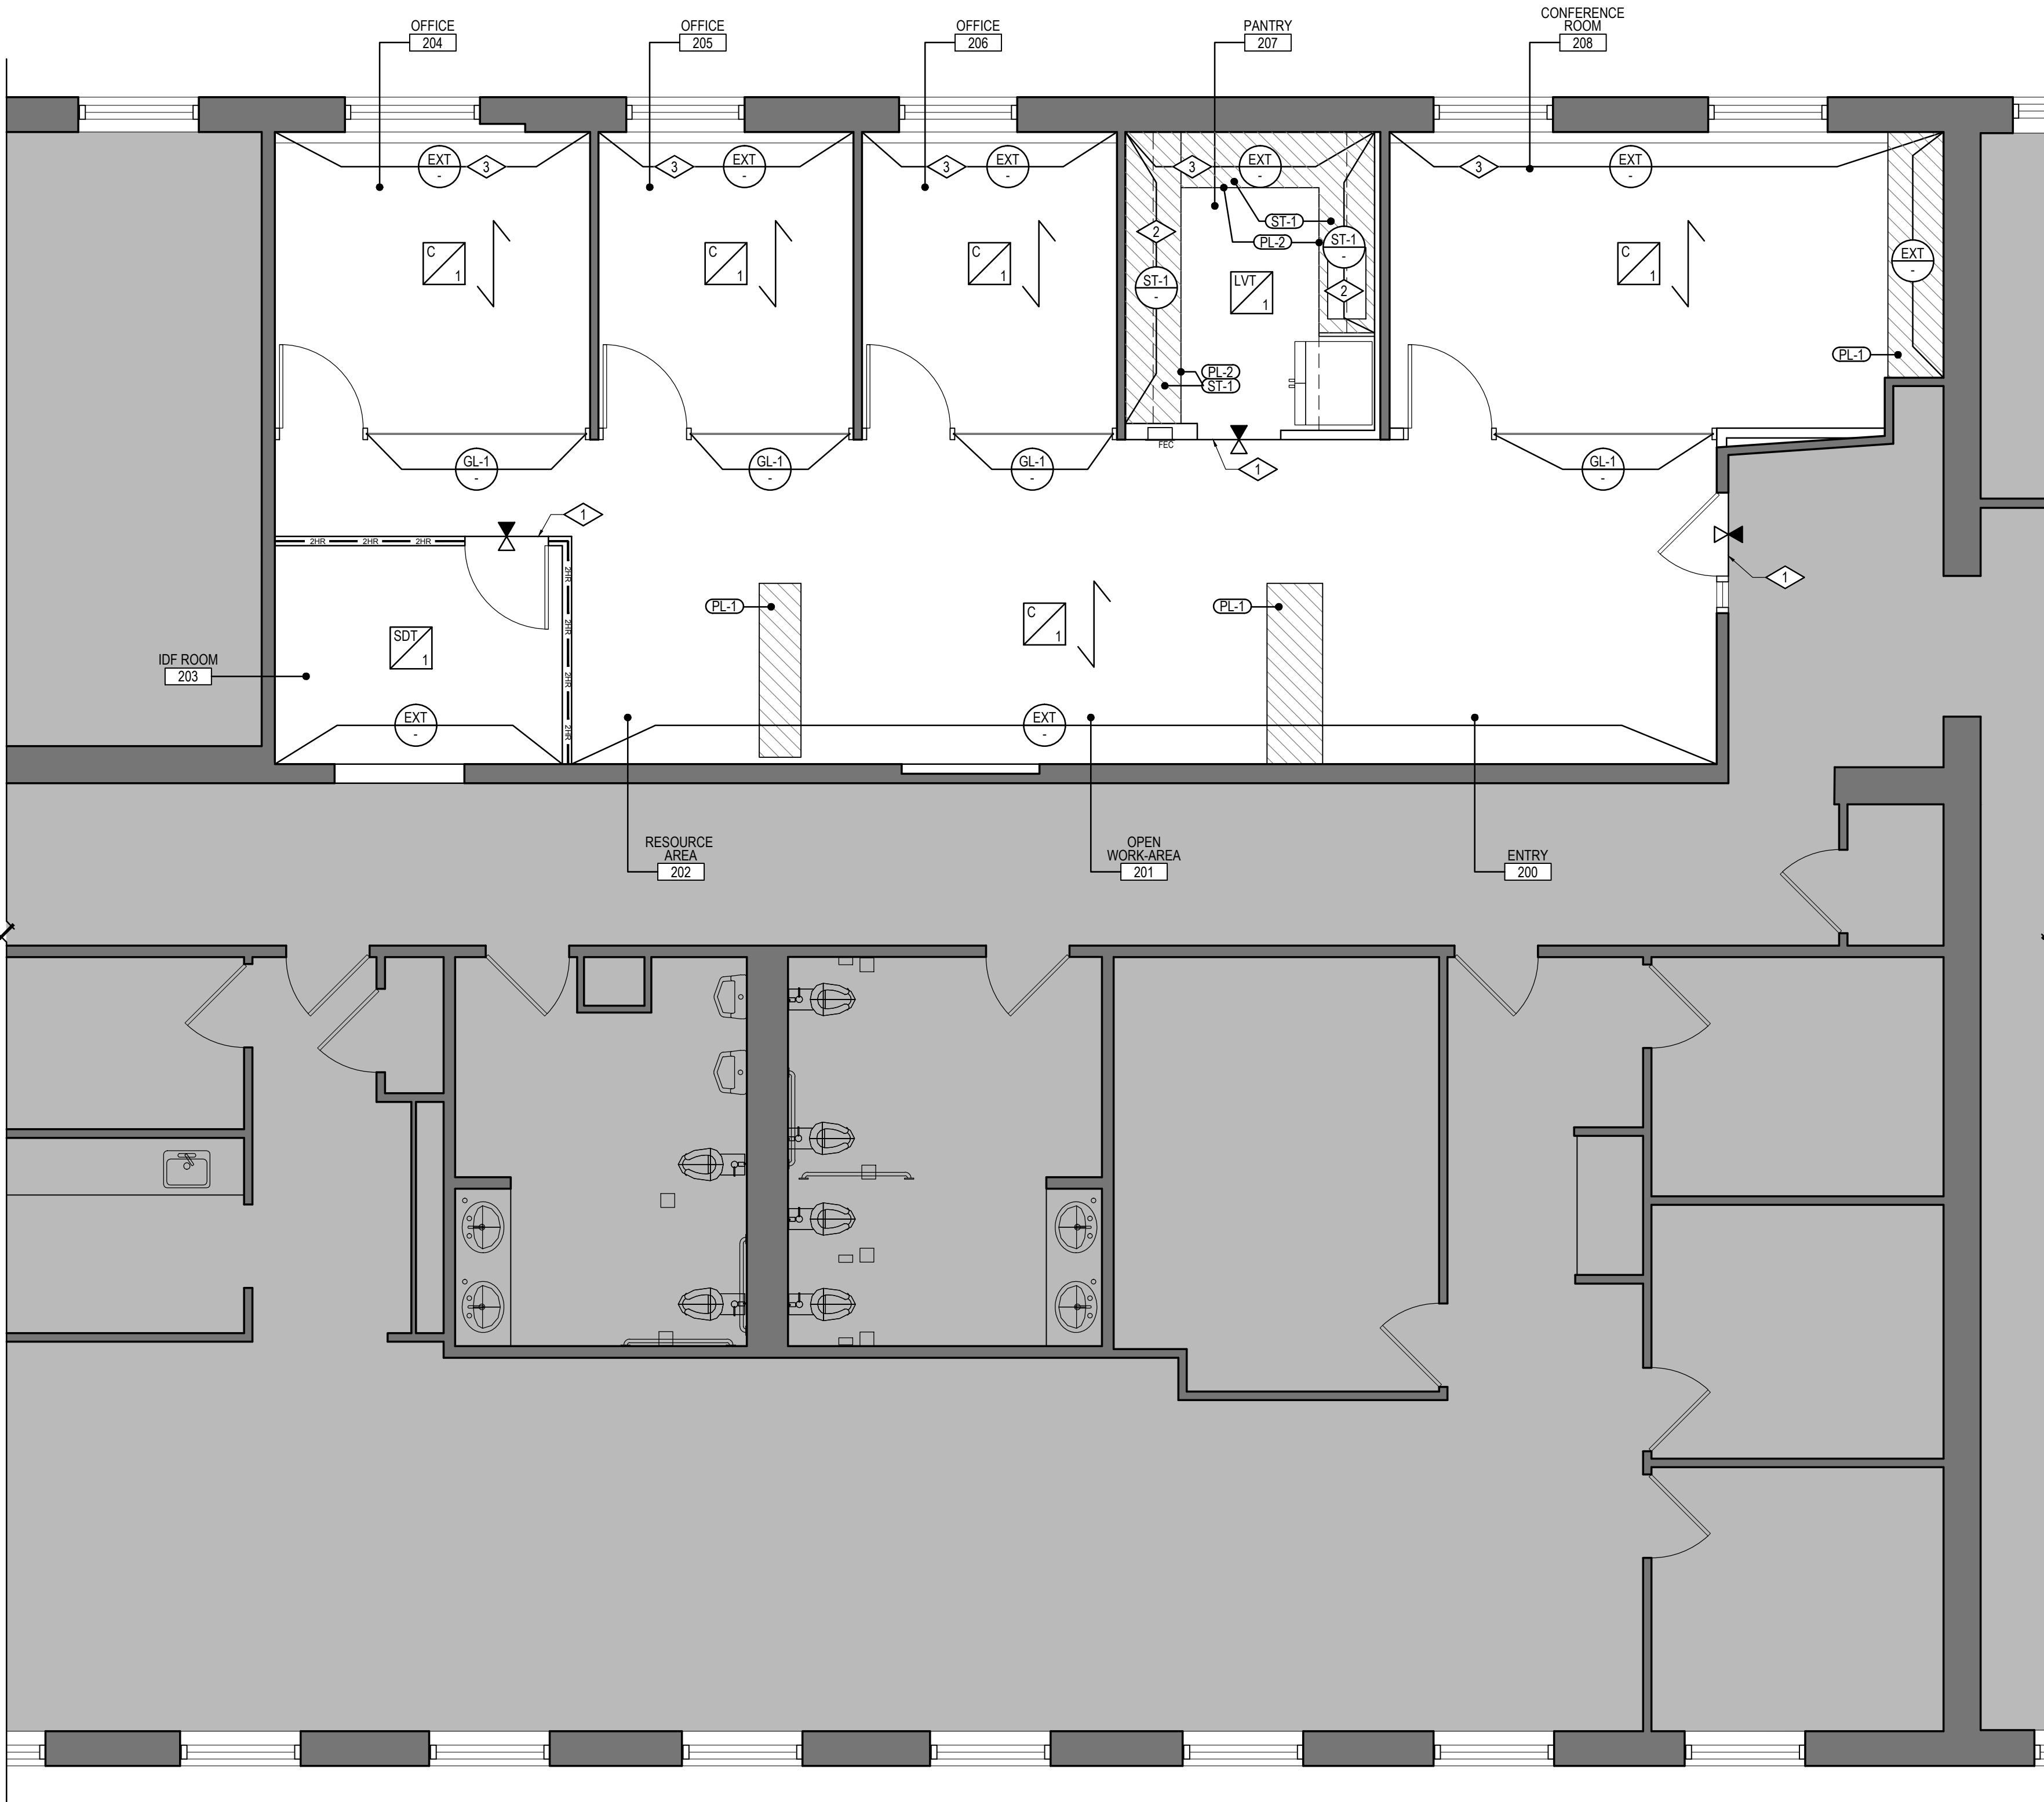 OFFICE
204
OFFICE
205
OFFICE
206
PANTRY
207
CONFERENCE
ROOM
208
EXT
-
3
3
EXT
-
3
EXT
-
3
EXT
-
3
EXT
-
ST-1
PL-2
2
ST-1
-
ST-1
-
2
C
1
C
1
C
1
LVT
1
C
1
EXT
-
PL-1
PL-2
ST-1
FEC
1
GL-1
-
GL-1
-
GL-1
-
GL-1
-
1
2HR
2HR
2HR
2HR
2HR
2HR
2HR
1
PL-1
PL-1
C
1
SDT
1
IDF ROOM
203
EXT
-
EXT
-
RESOURCE
AREA
202
OPEN
WORK-AREA
201
ENTRY
200